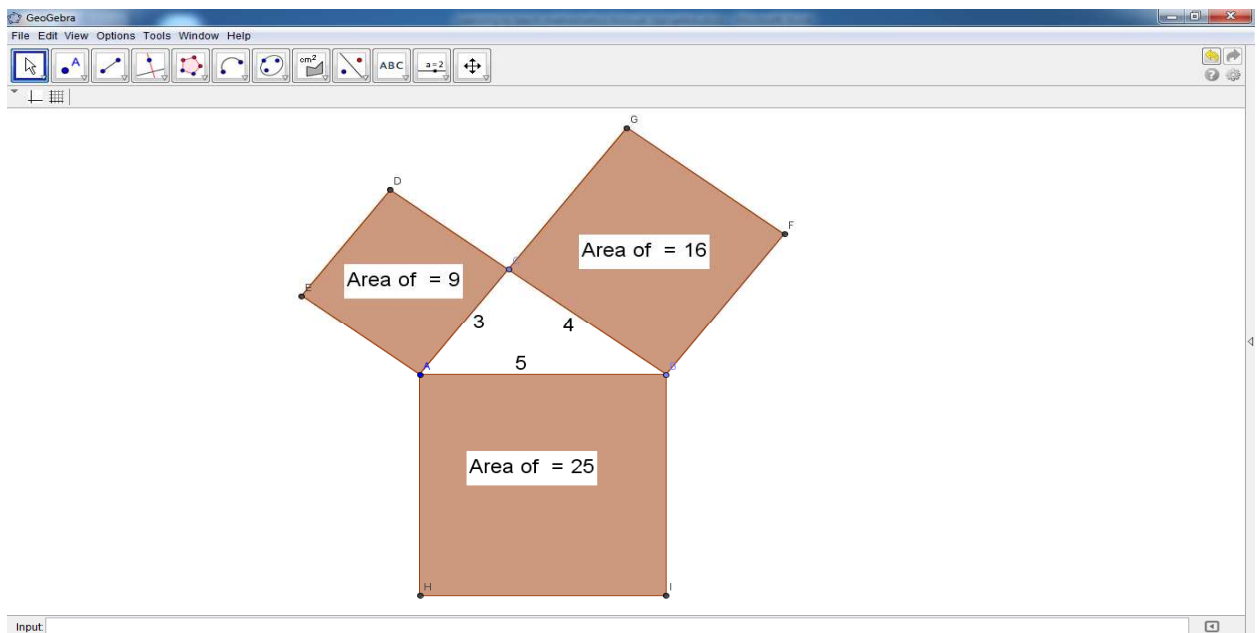 GeoGebra
File Edit View Options Tools Window Help
A
cm²
ABC
a=2
G
D
F
Area of = 16
C
Area of = 9
E
3
4
5
A
B
Area of = 25
H
I
Input: